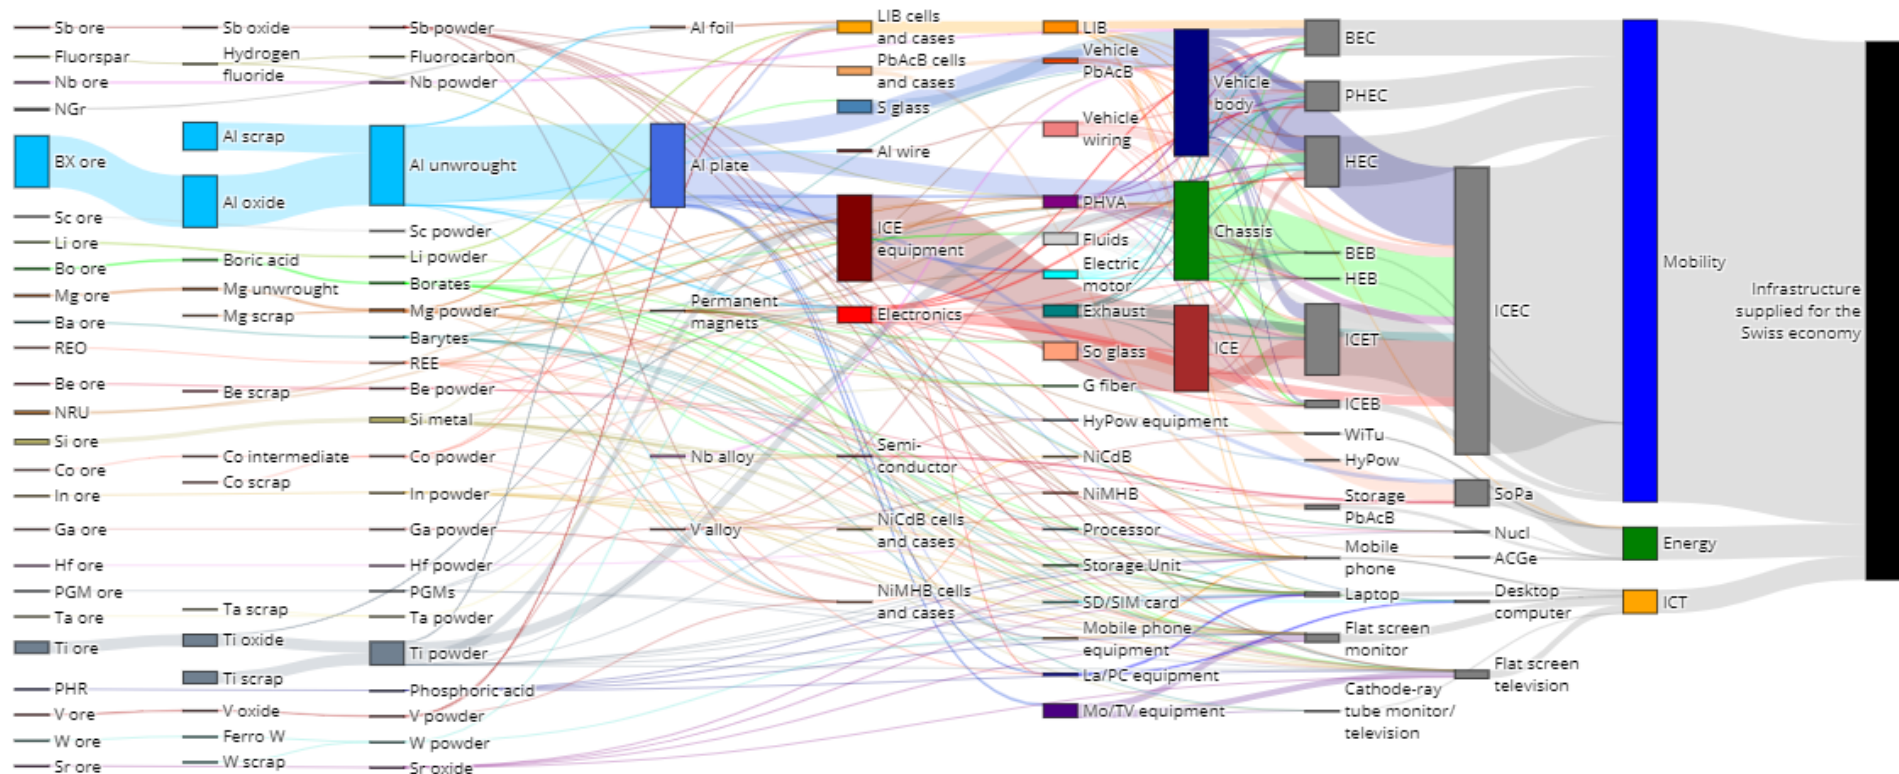 Sb ore
Fluorspar
Nb ore
NGr
BX ore
Sc ore
Li ore
Bo ore
Mg ore
Ba ore
REO
Be ore
NRU
Si ore
Co ore
In ore
Ga ore
Hf ore
PGM ore
Ta ore
Ti ore
PHR
V ore
W ore
Sr ore
Sb oxide
Hydrogen
fluoride
Al scrap
Al oxide
Boric acid
Mg unwrought
Mg scrap
Be scrap
Co intermediate
Co scrap
Ta scrap
Ti oxide
Ti scrap
V oxide
Ferro W
W scrap
Sb powder
Fluorocarbon
Nb powder
Al unwrought
Sc powder
Li powder
Borates
Mg powder
Barytes
REE
Be powder
Si metal
Co powder
In powder
Ga powder
Hf powder
PGMs
Ta powder
Ti powder
Phosphoric acid
V powder
W powder
Sr oxide
Al foil
Al plate
Permanent
magnets
Nb alloy
V alloy
LIB cells
and cases
PbAcB cells
and cases
S glass
Al wire
ICE
equipment
Electronics
Semi-
conductor
NiCdB cells
and cases
NiMHB cells
and cases
LIB
Vehicle
PbAcB
Vehicle
wiring
PHVA
Fluids
Electric
motor
Exhaust
So glass
G fiber
HyPow equipment
NiCdB
NiMHB
Processor
Storage Unit
SD/SIM card
Mobile phone
equipment
La/PC equipment
Mo/TV equipment
Vehicle
body
Chassis
ICE
BEC
PHEC
HEC
BEB
HEB
ICET
ICEB
WiTu
HyPow
Storage
PbAcB
Mobile
phone
Laptop
Flat screen
monitor
Cathode-ray
tube monitor/
television
ICEC
SoPa
Nucl
ACGe
Desktop
computer
Flat screen
television
Mobility
Energy
ICT
Infrastructure
supplied for the
Swiss economy